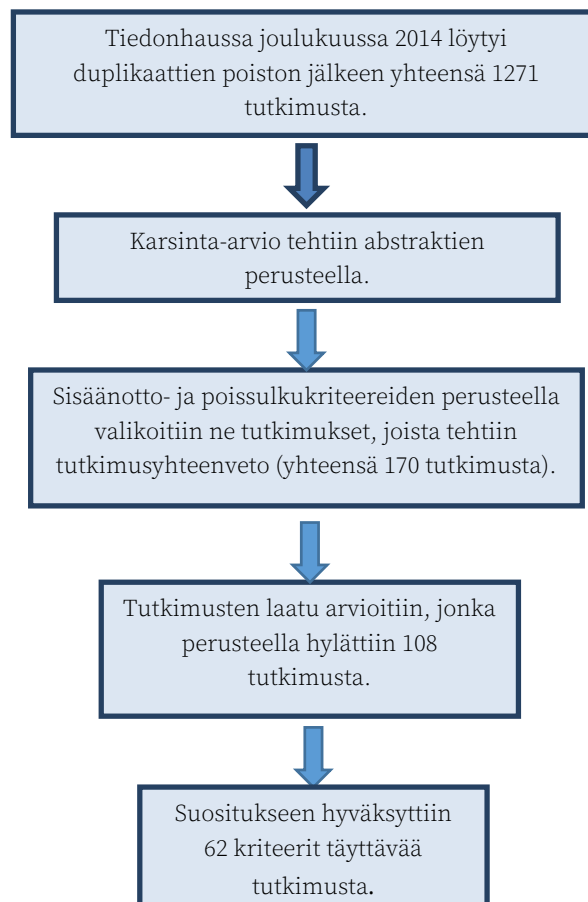 Tiedonhaussa joulukuussa 2014 löytyi
duplikaattien poiston jälkeen yhteensä 1271
tutkimusta.
Karsinta-arvio tehtiin abstraktien
perusteella.
Sisäänotto- ja poissulkukriteereiden perusteella
valikoitiin ne tutkimukset, joista tehtiin
tutkimusyhteenveto (yhteensä 170 tutkimusta).
Tutkimusten laatu arvioitiin, jonka
perusteella hylättiin 108
tutkimusta.
Suositukseen hyväksyttiin
62 kriteerit täyttävää
tutkimusta.